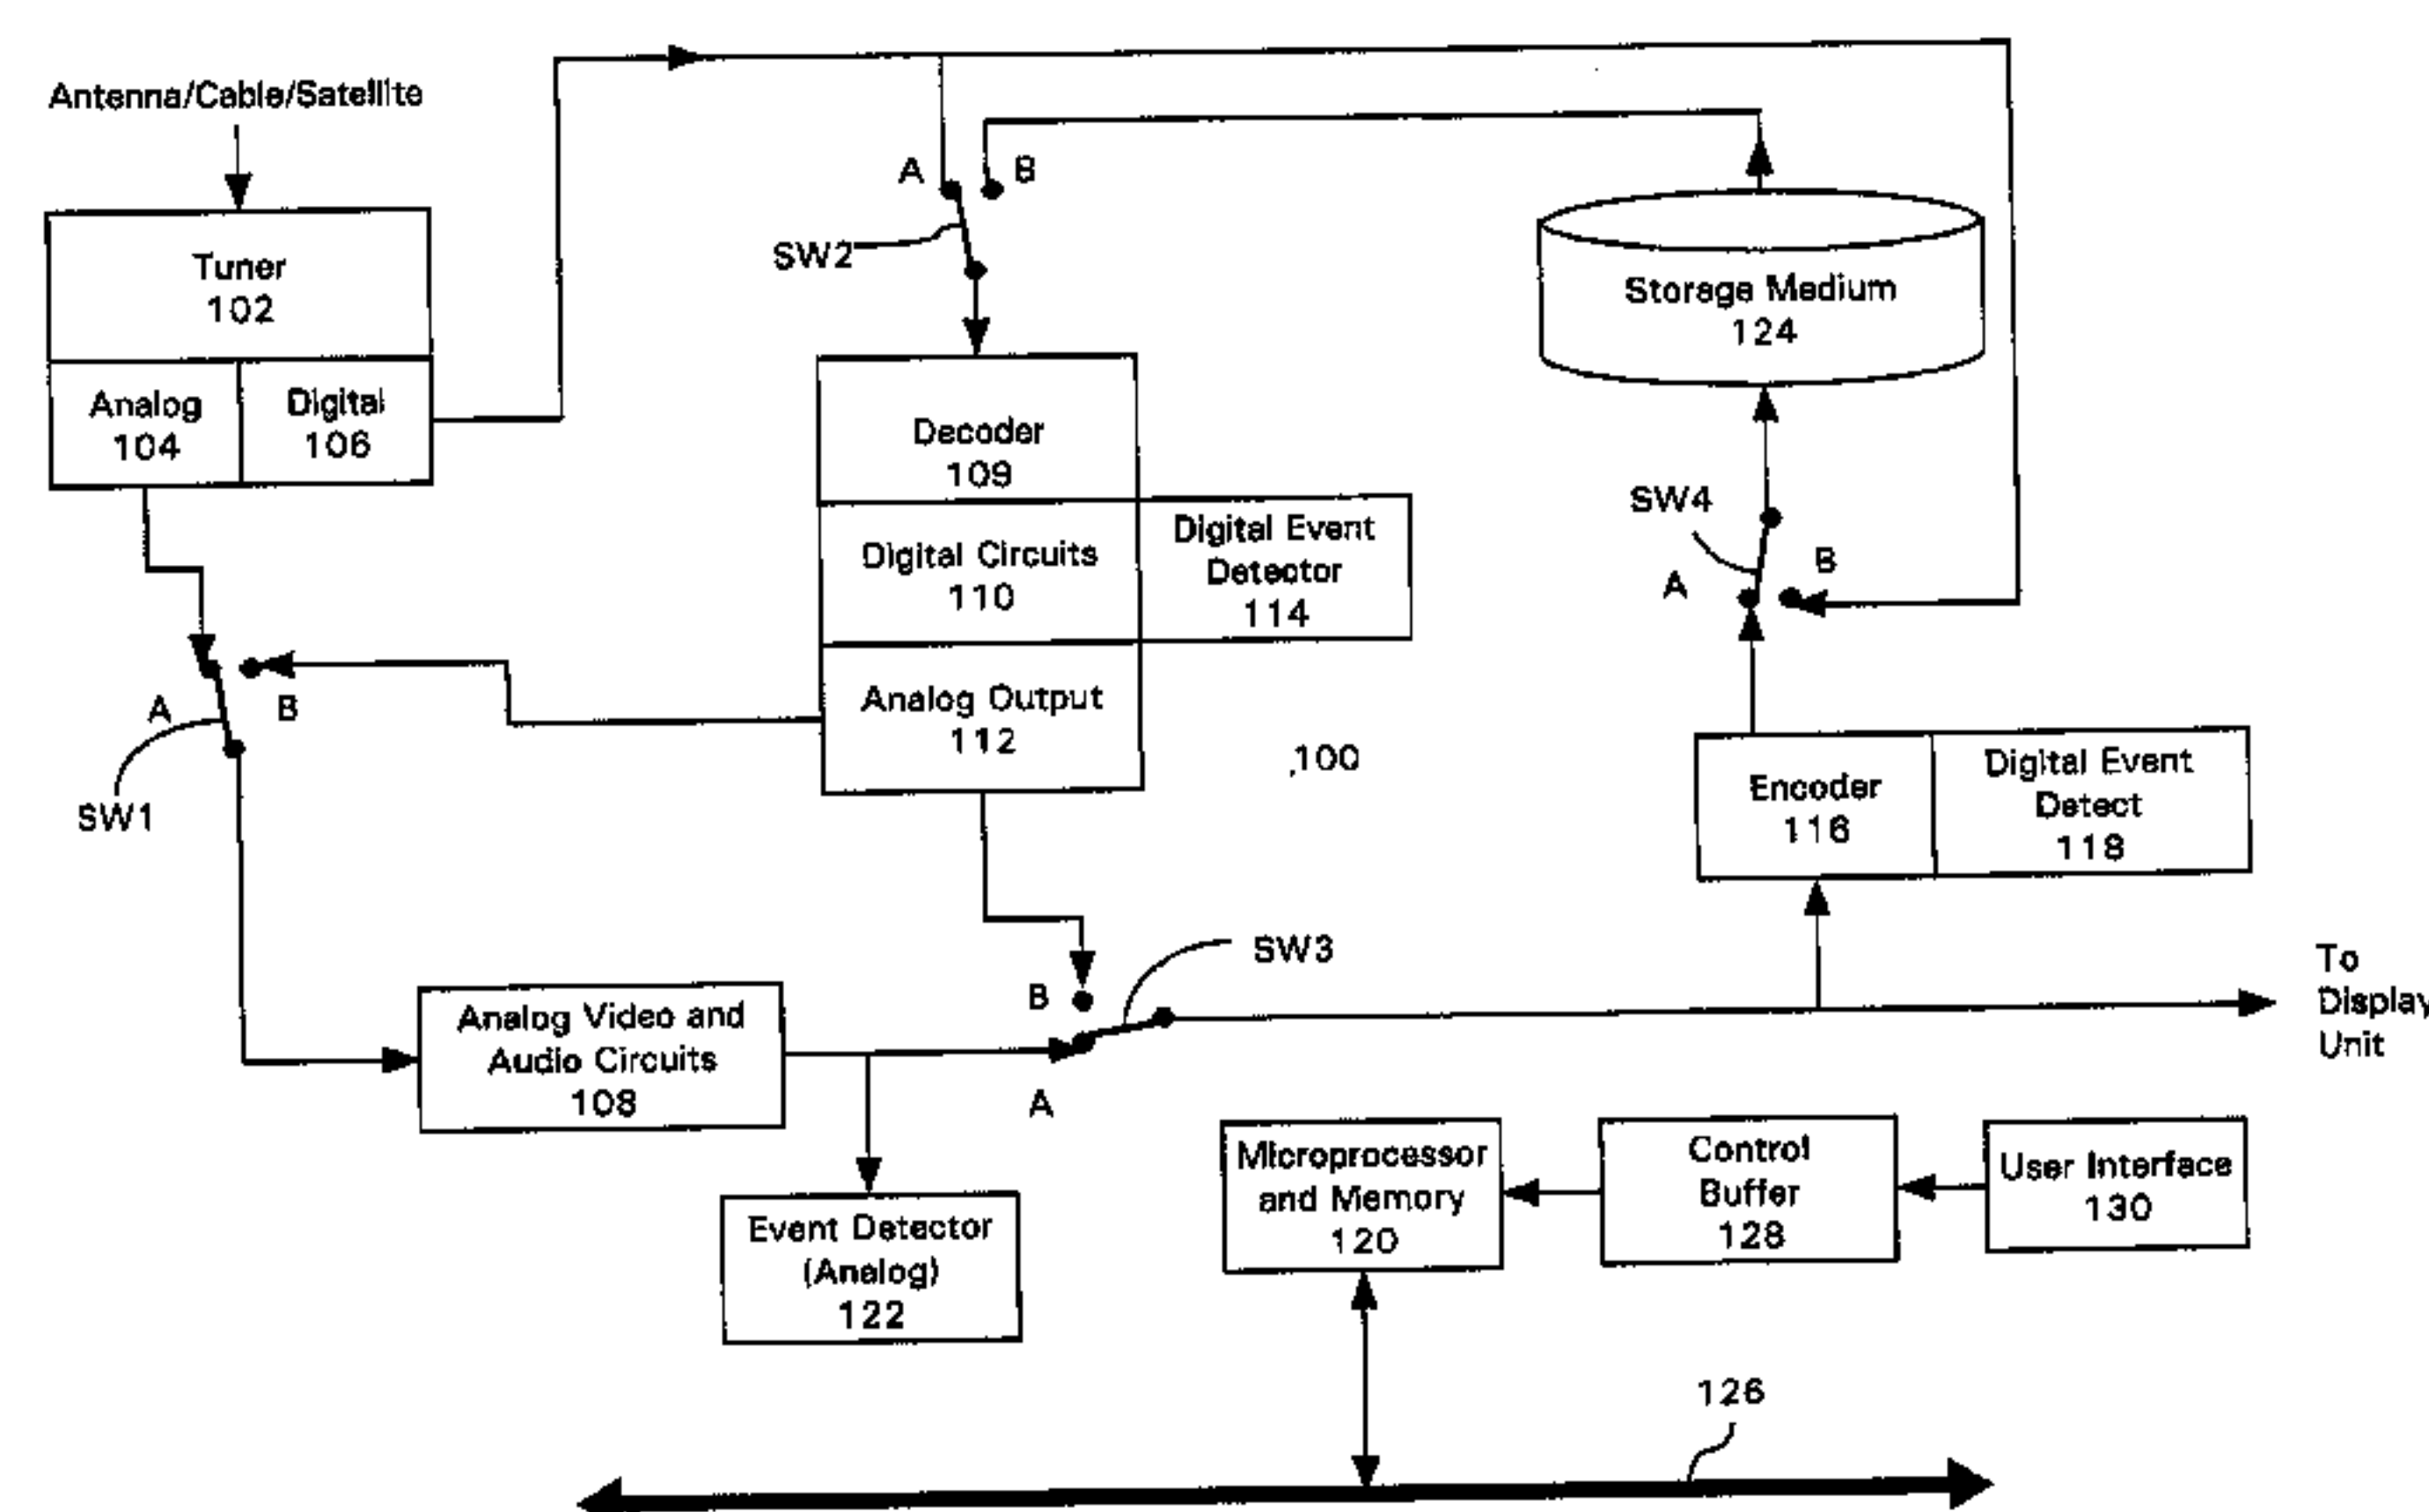 Antenna/Cable/Satellite
Tuner
102
Analog
104
Digital
106
A
B
SW2
Storage Medium
124
Decoder
109
Digital Circuits
110
Digital Event
Detector
114
Analog Output
112
SW4
A
B
A
B
SW1
100
Encoder
116
Digital Event
Detect
118
SW3
B
A
To
Display
Unit
Analog Video and
Audio Circuits
108
Event Detector
(Analog)
122
Microprocessor
and Memory
120
Control
Buffer
128
User Interface
130
126